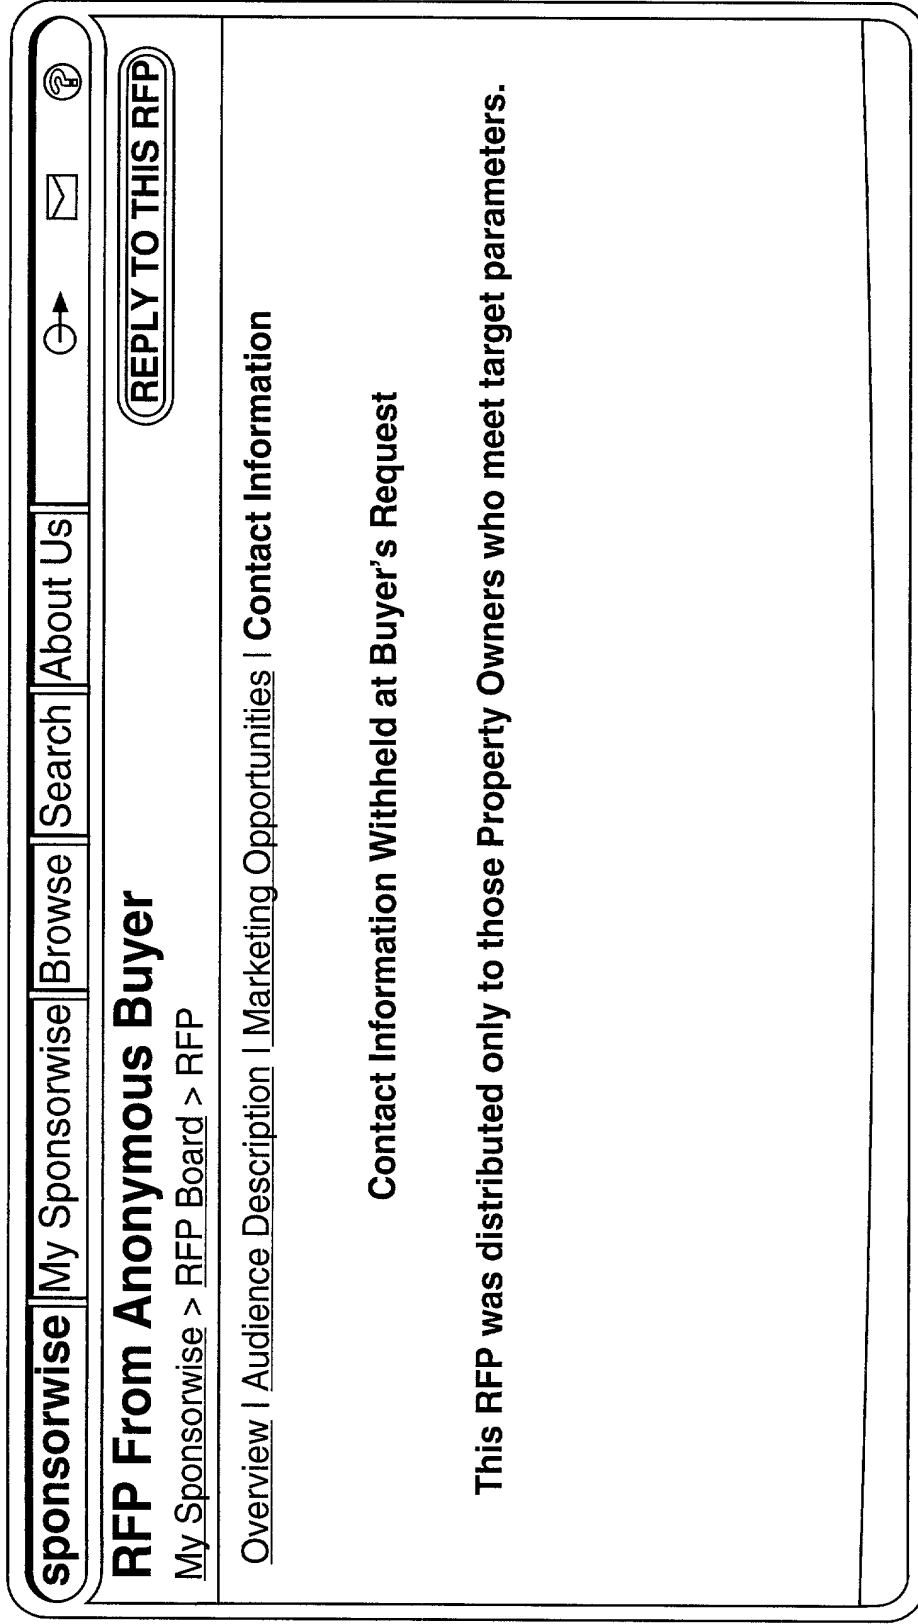 sponsorwise My Sponsorwise Browse Search About Us ?
RFP From Anonymous Buyer
REPLY TO THIS RFP
My Sponsorwise > RFP Board > RFP
Overview | Audience Description | Marketing Opportunities | Contact Information
Contact Information Withheld at Buyer's Request
This RFP was distributed only to those Property Owners who meet target parameters.